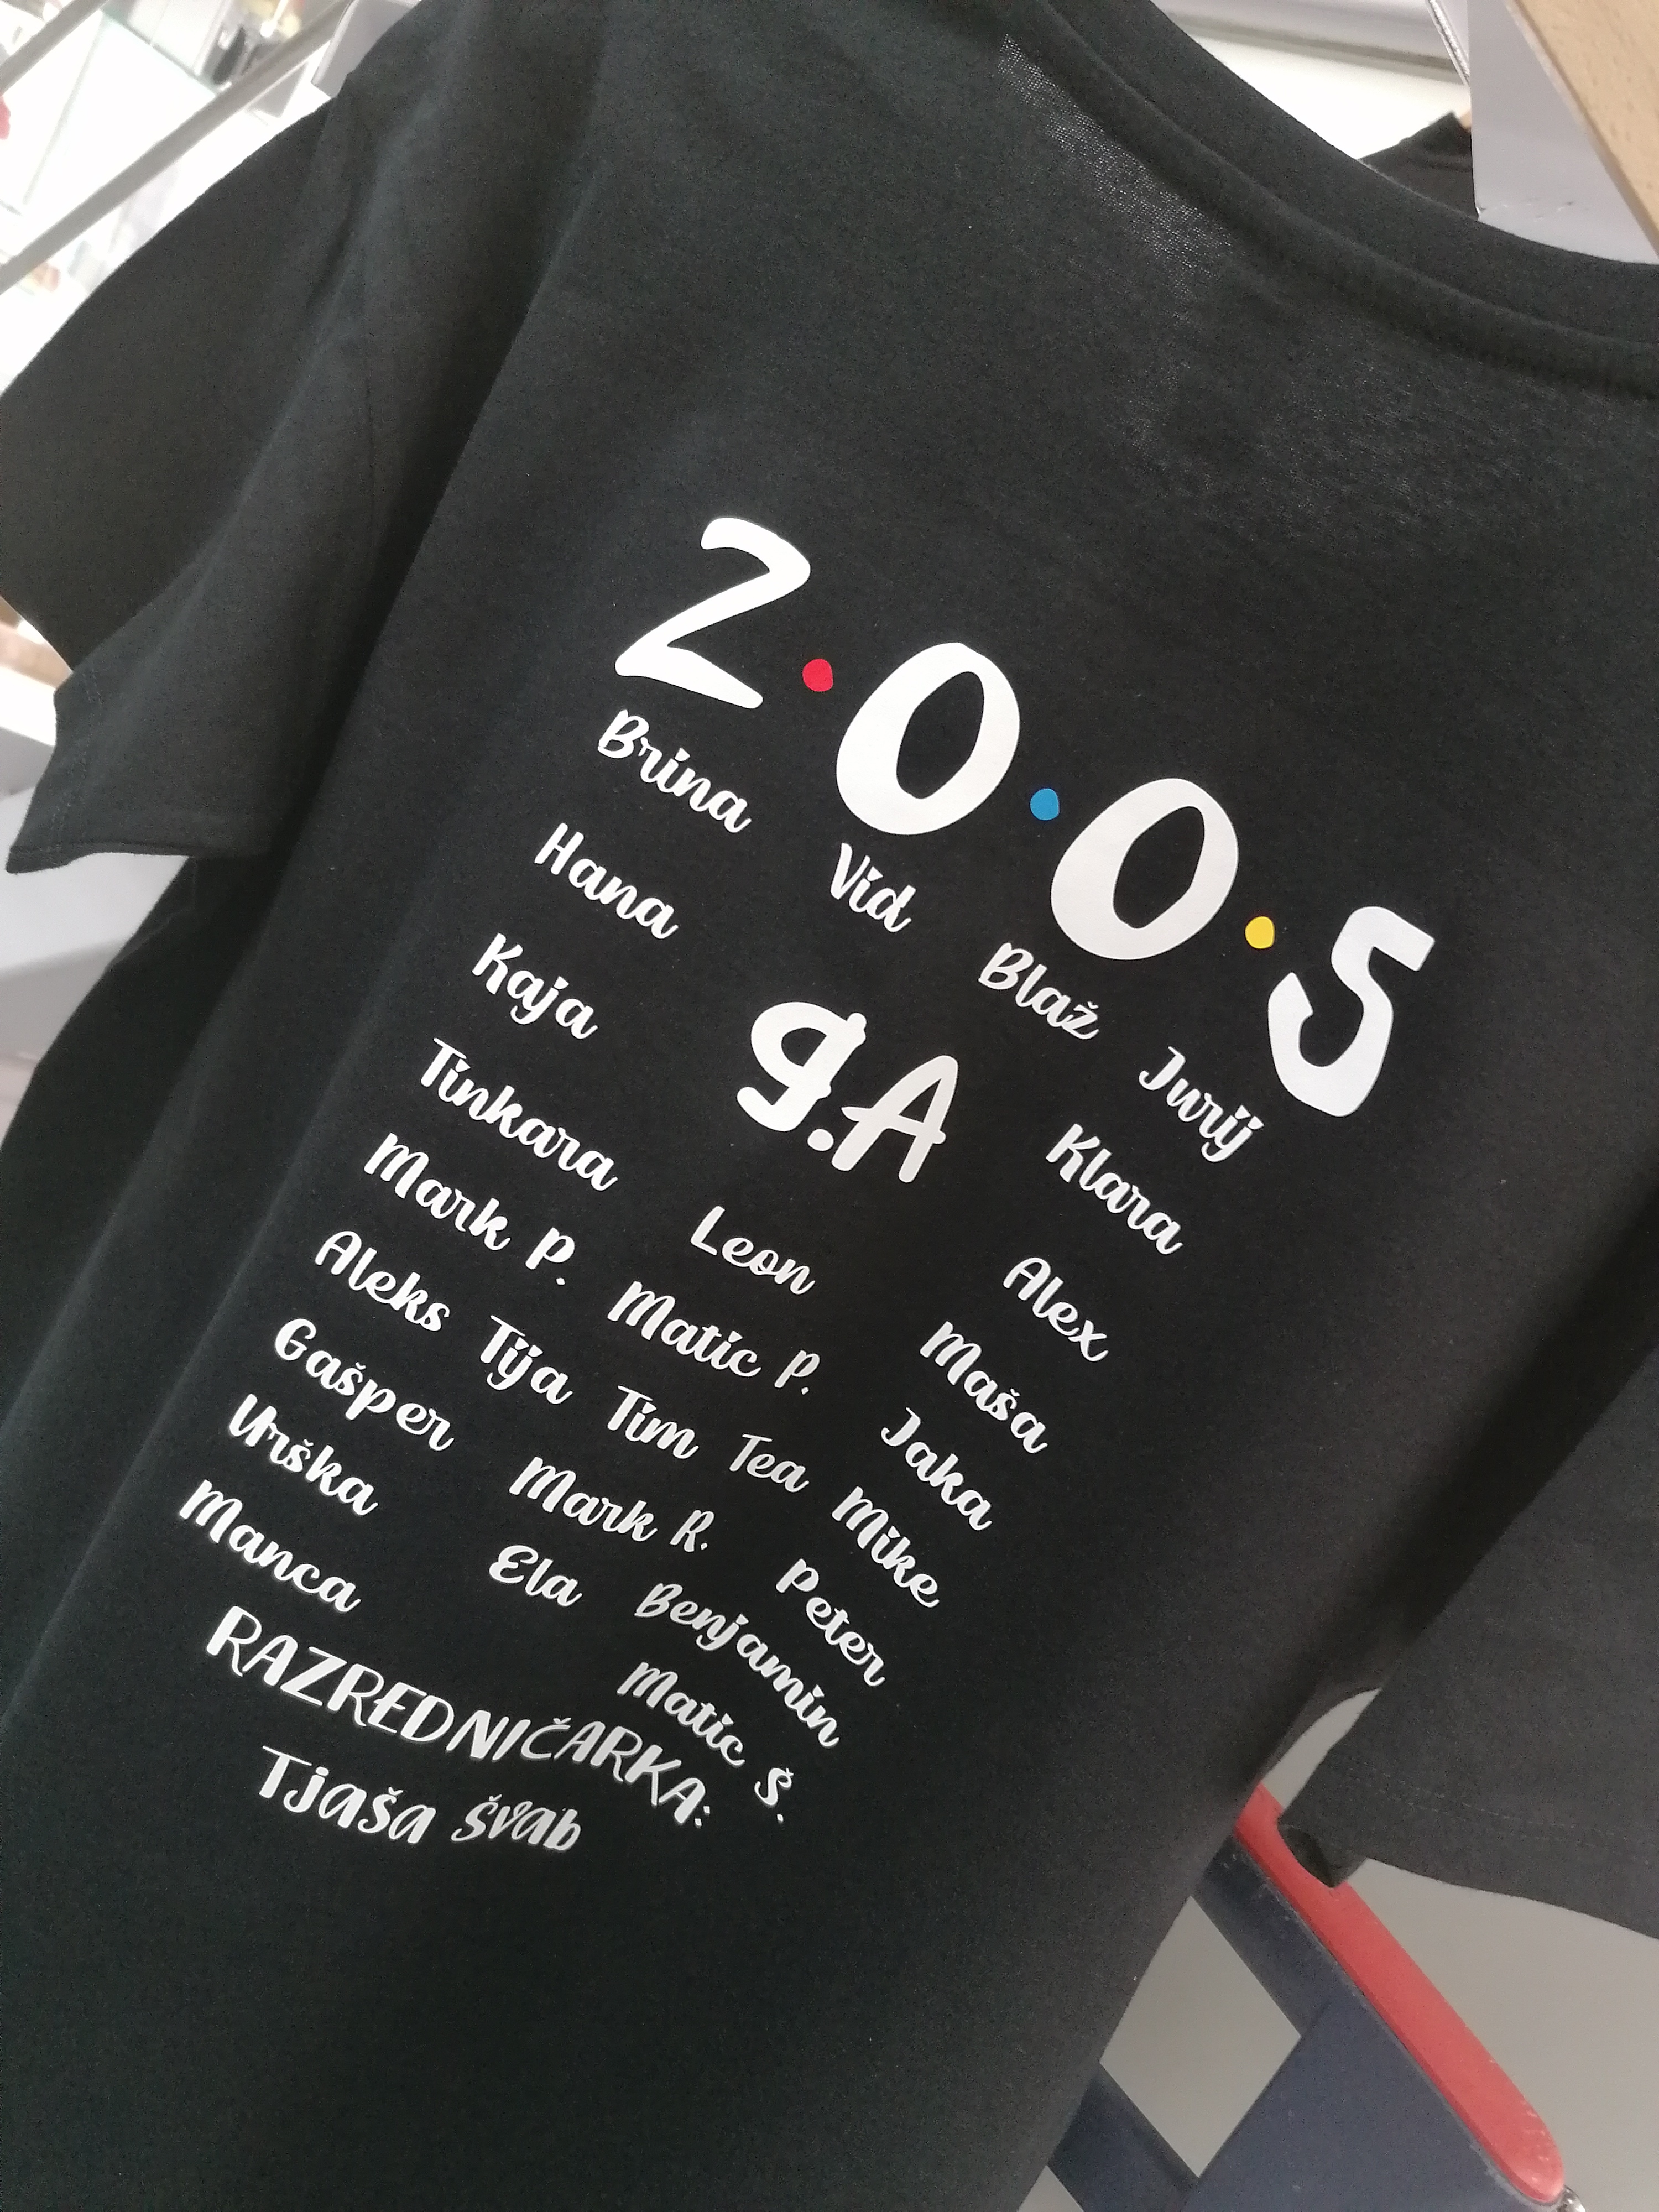 2.0.0.5
Brina Vid Blaž Jurij
Hana 9.A Klara
Kaja Alex
Tinkara Leon Maša
Mark P. Matic P. Jaka
Aleks Tija Tim Tea Mike
Gašper Mark R. Peter
Urška Ela Benjamin
Manca Matic Š.
RAZREDNIČARKA:
Tjaša Švab